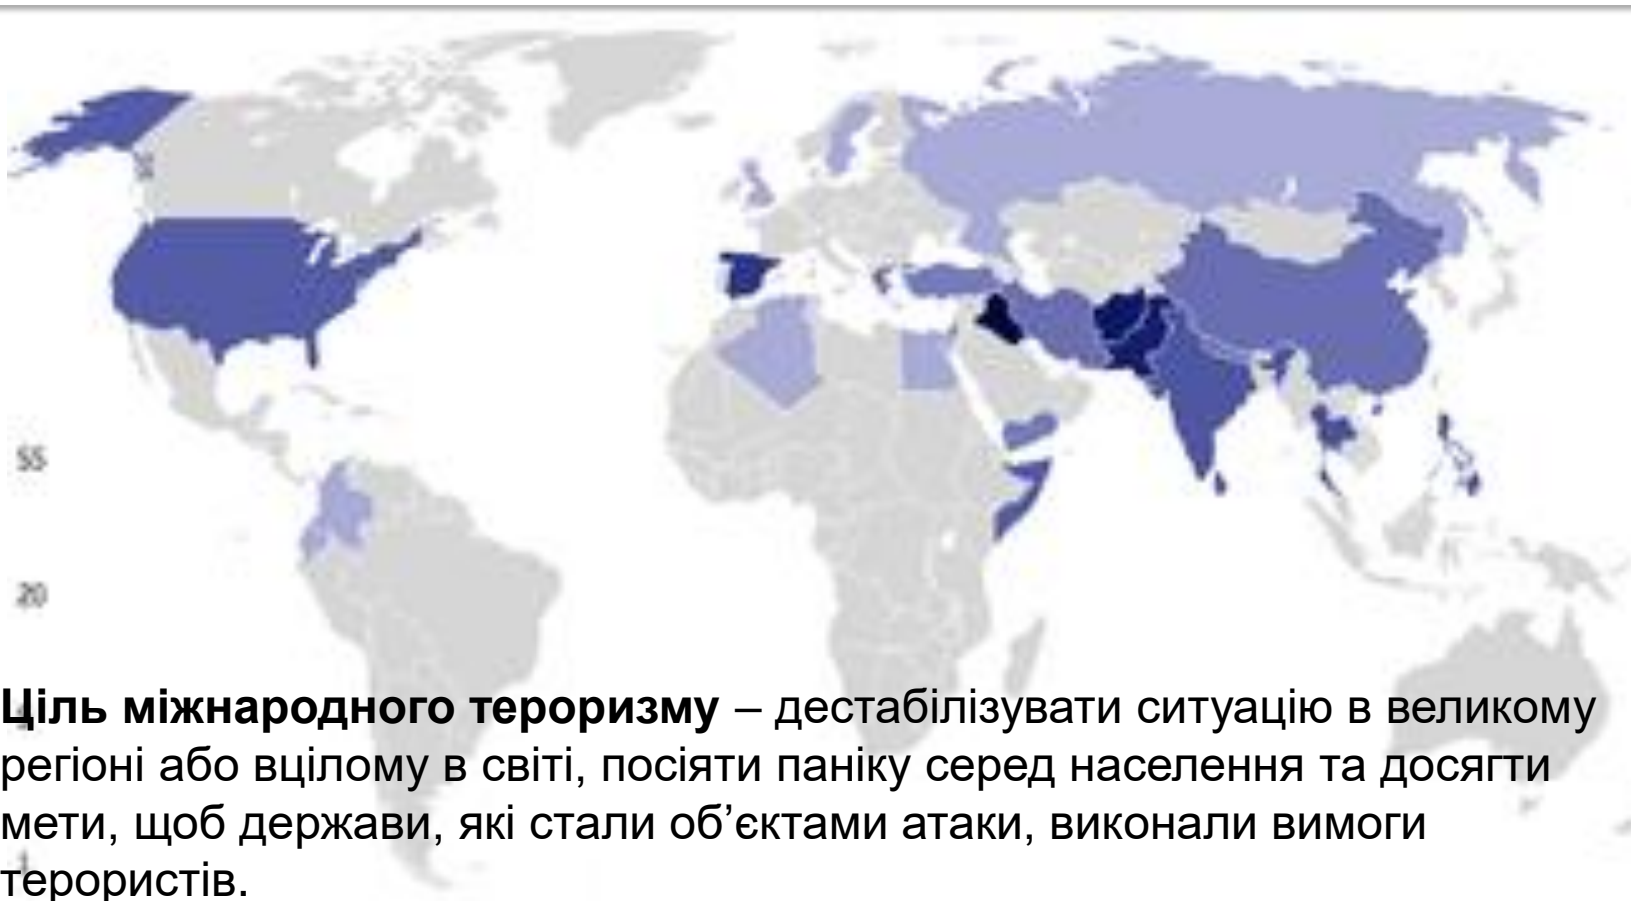 55
20
Ціль міжнародного тероризму – дестабілізувати ситуацію в великому
регіоні або вцілому в світі, посіяти паніку серед населення та досягти
мети, щоб держави, які стали об’єктами атаки, виконали вимоги
терористів.